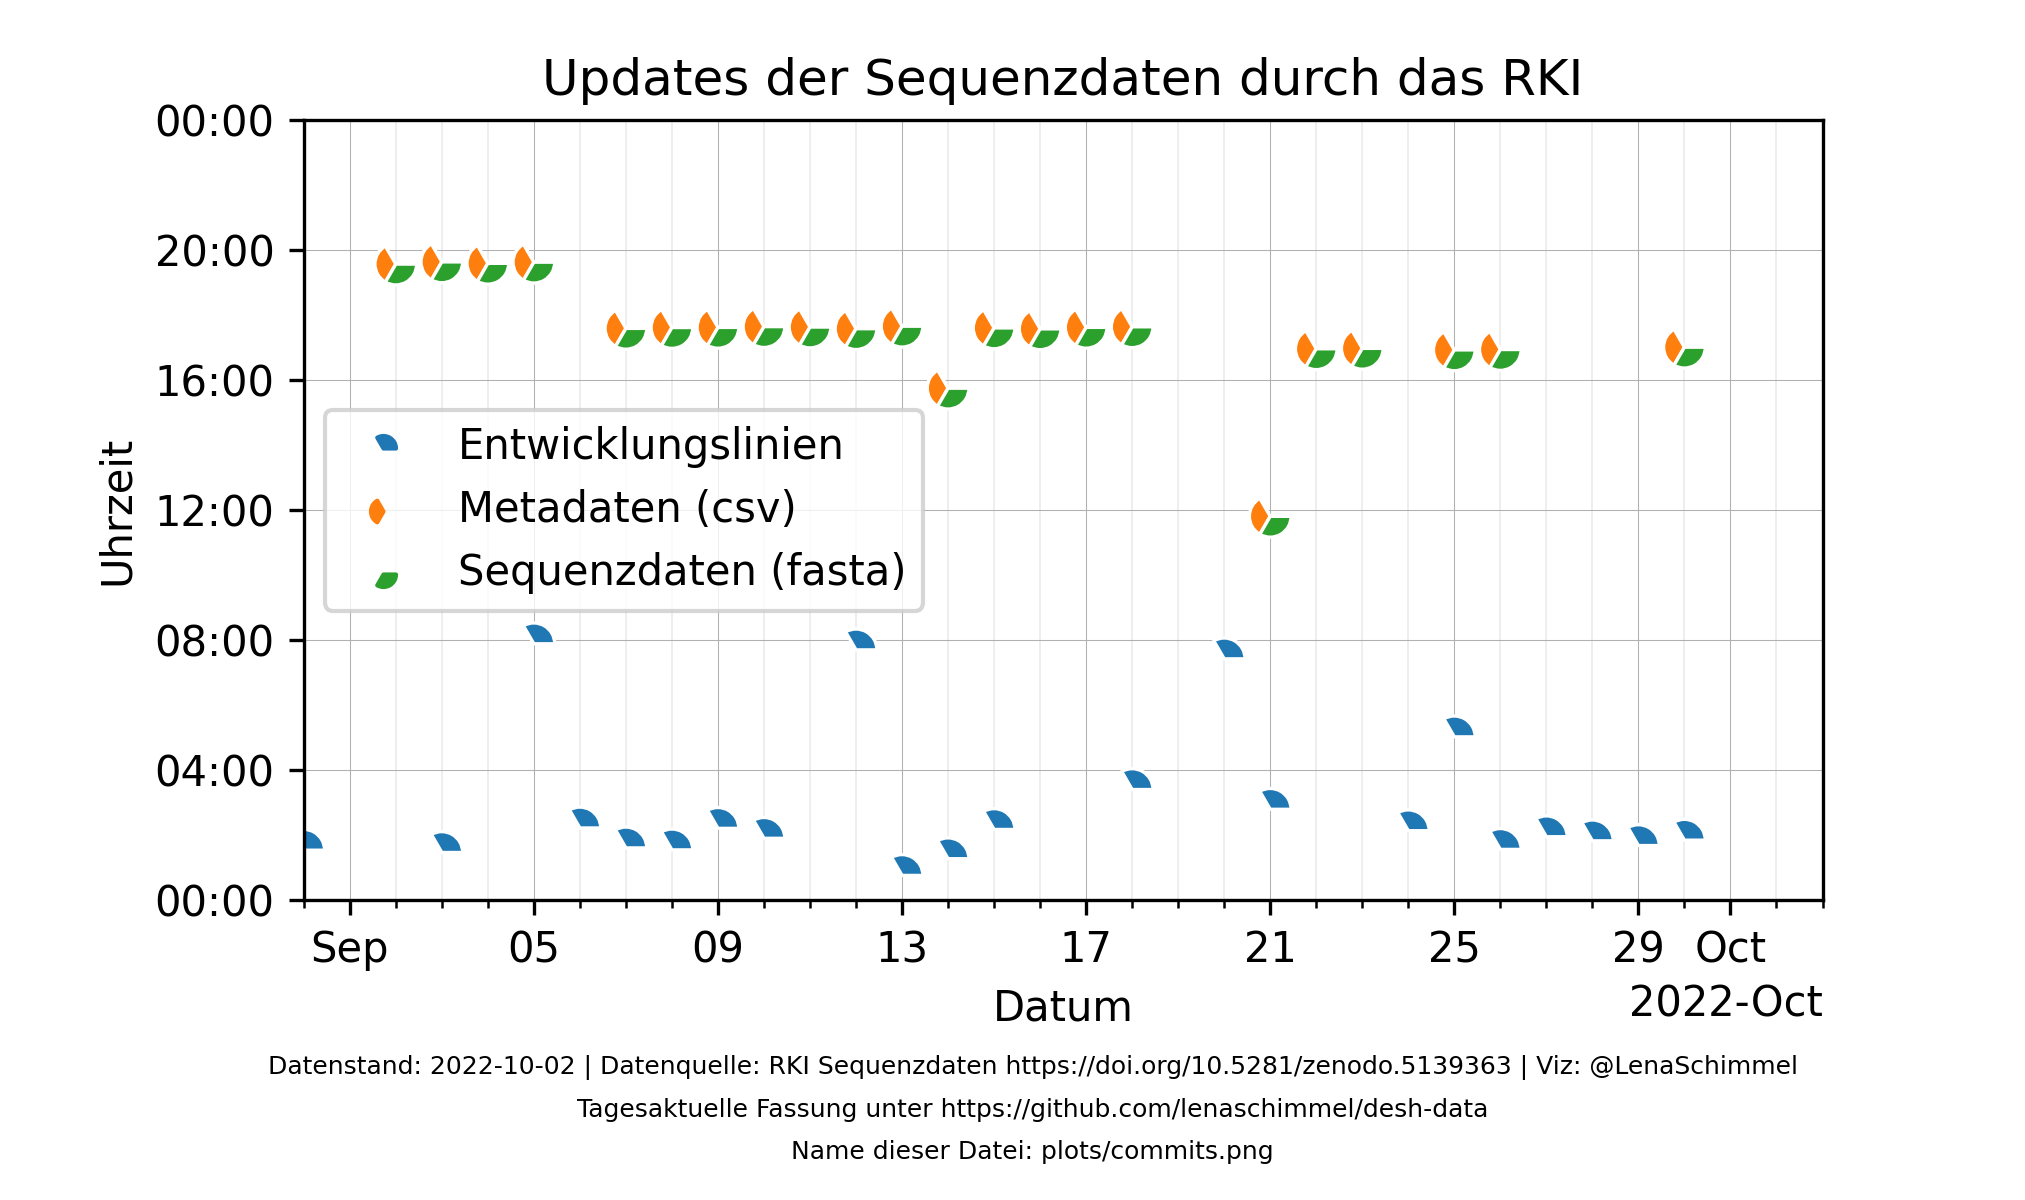 Updates der Sequenzdaten durch das RKI
00:00
20:00
16:00
12:00
08:00
04:00
00:00
Uhrzeit
Entwicklungslinien
Metadaten (csv)
Sequenzdaten (fasta)
Sep 05 09 13 17 21 25 29 Oct
2022-Oct
Datum
Datenstand: 2022-10-02 | Datenquelle: RKI Sequenzdaten https://doi.org/10.5281/zenodo.5139363 | Viz: @LenaSchimmel
Tagesaktuelle Fassung unter https://github.com/lenaschimmel/desh-data
Name dieser Datei: plots/commits.png